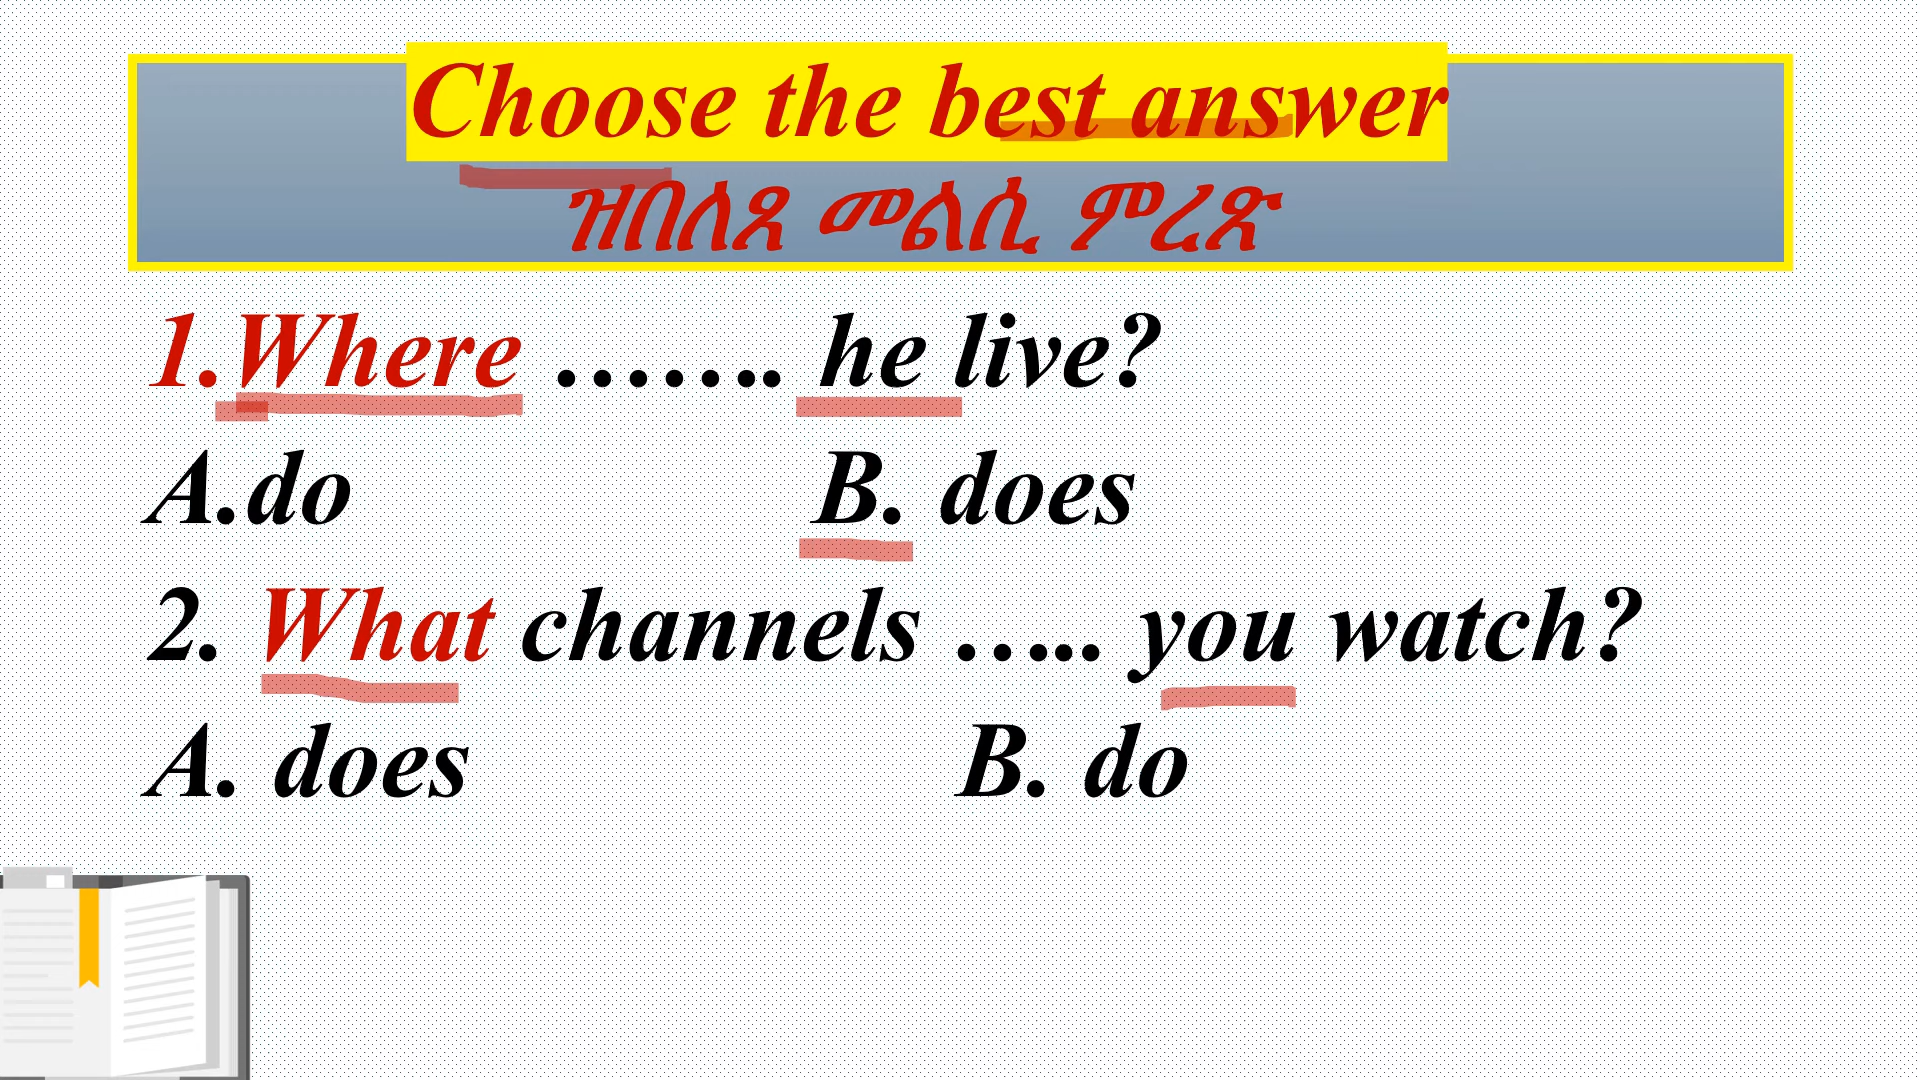 Choose the best answer
ዝበለጸ መልሲ ምረጽ
1.Where ……. he live?
A.do B. does
2. What channels ….. you watch?
A. does B. do